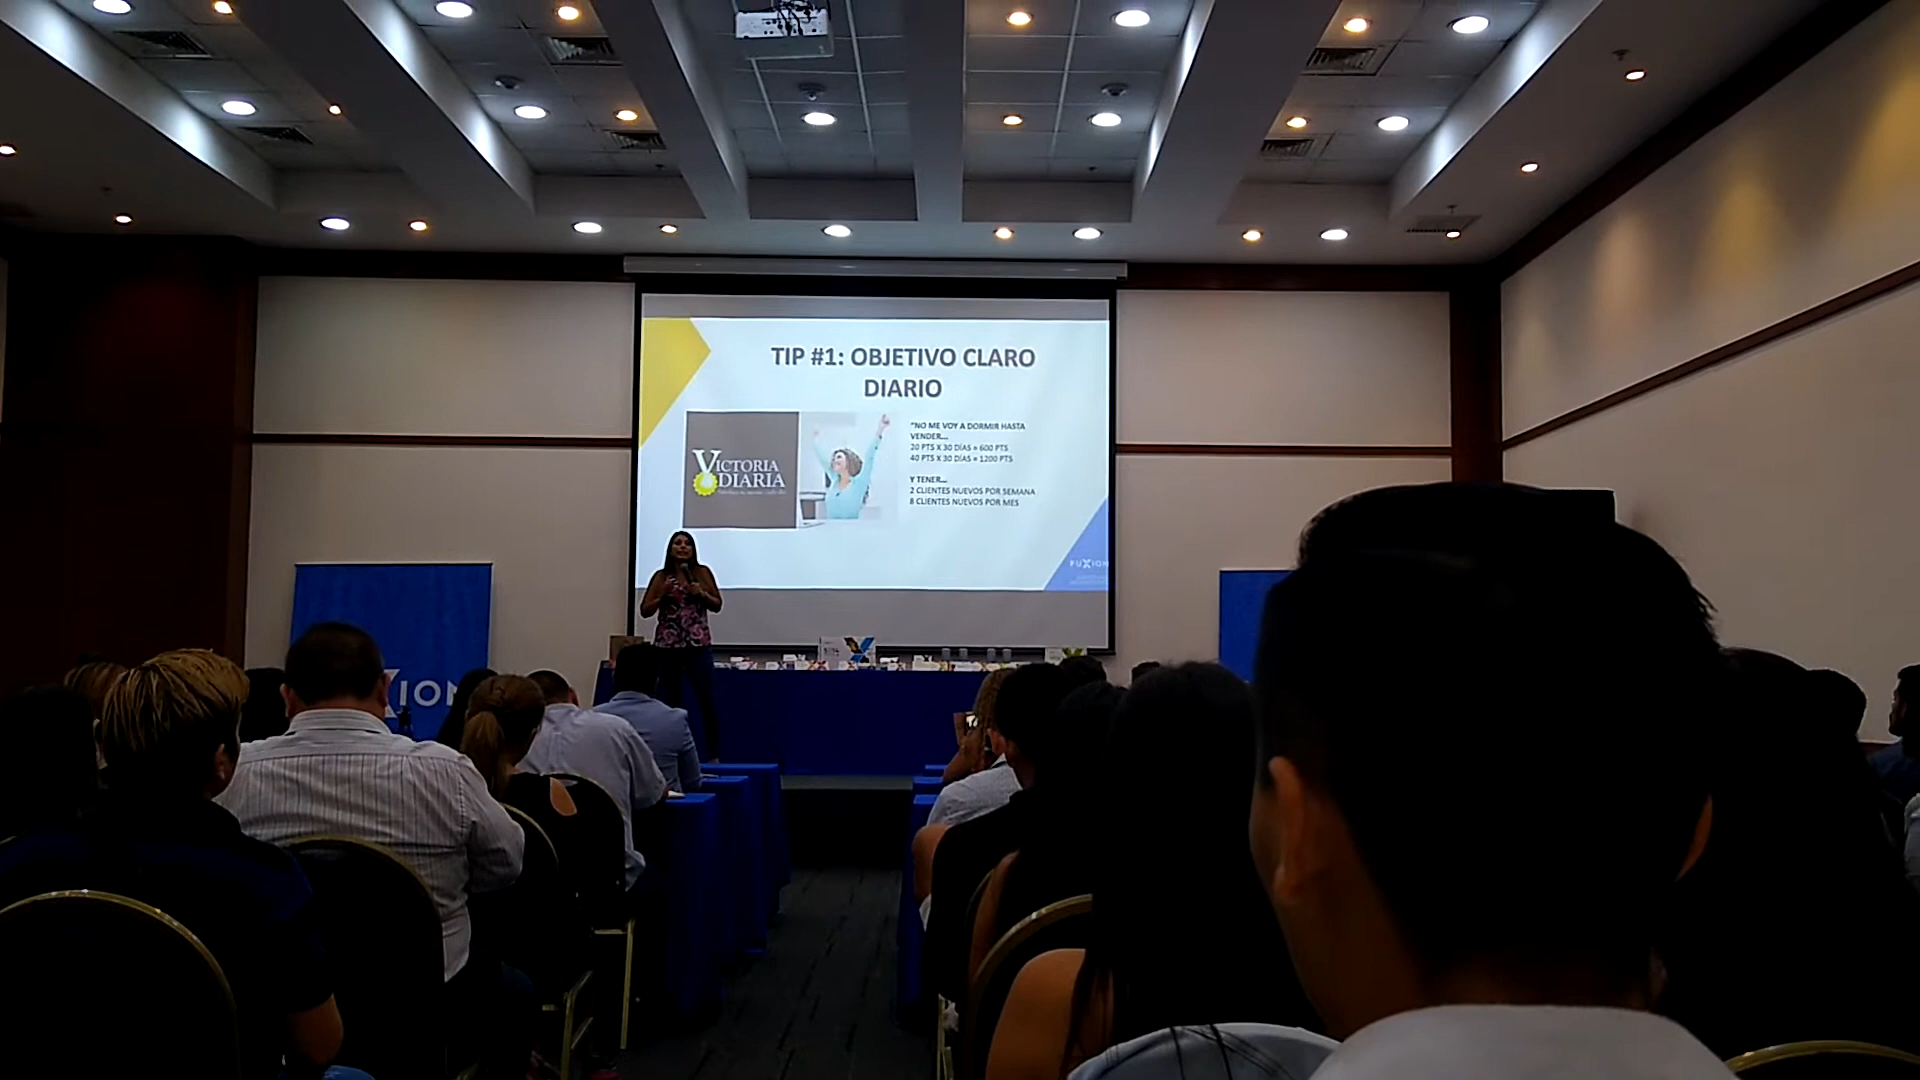 TIP #1: OBJETIVO CLARO
DIARIO
VICTORIA
DIARIA
"NO ME VOY A DORMIR HASTA
VENDER...
20 PTS X 30 DÍAS = 600 PTS
40 PTS X 30 DÍAS = 1200 PTS
Y TENER...
2 CLIENTES NUEVOS POR SEMANA
8 CLIENTES NUEVOS POR MES
FUXION
XION